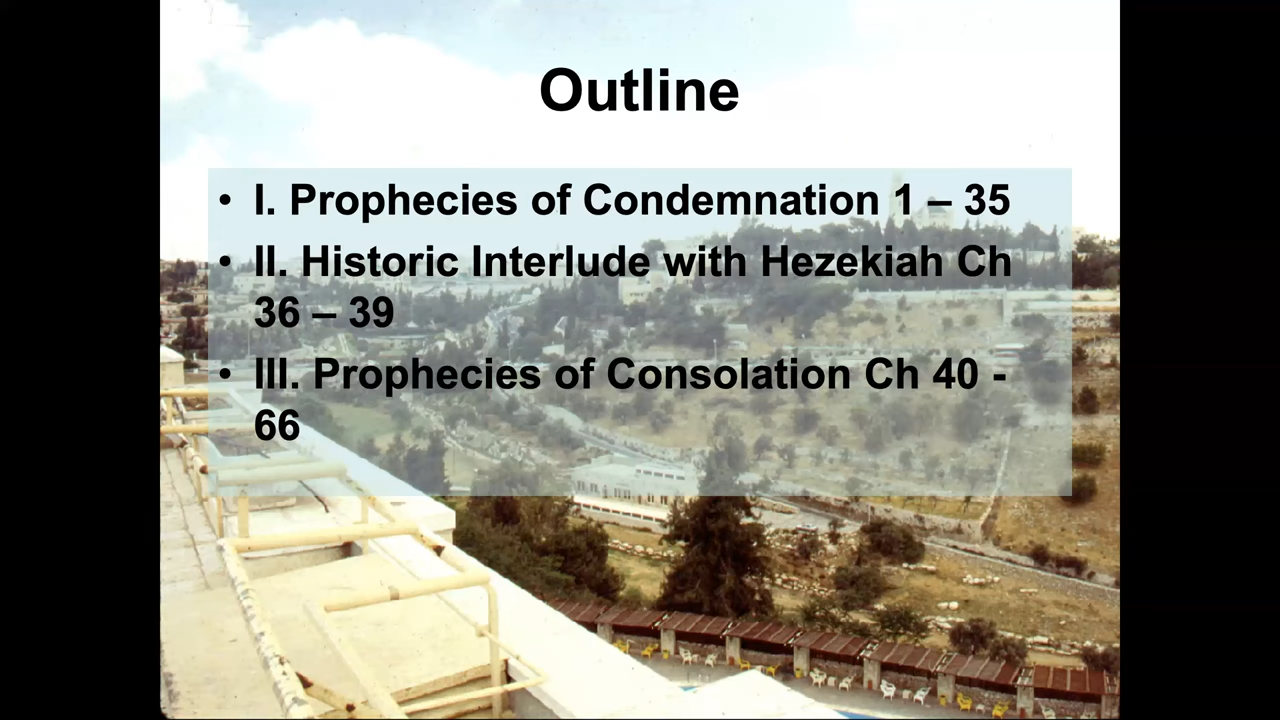 Outline
• I. Prophecies of Condemnation 1 – 35
• II. Historic Interlude with Hezekiah Ch
36 – 39
• III. Prophecies of Consolation Ch 40 -
66